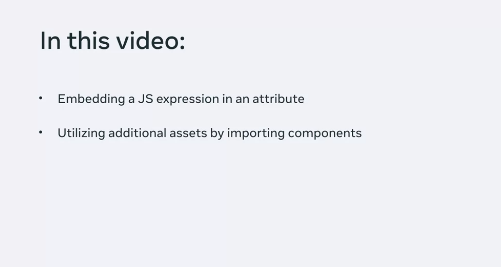 In this video:
• Embedding a JS expression in an attribute
• Utilizing additional assets by importing components